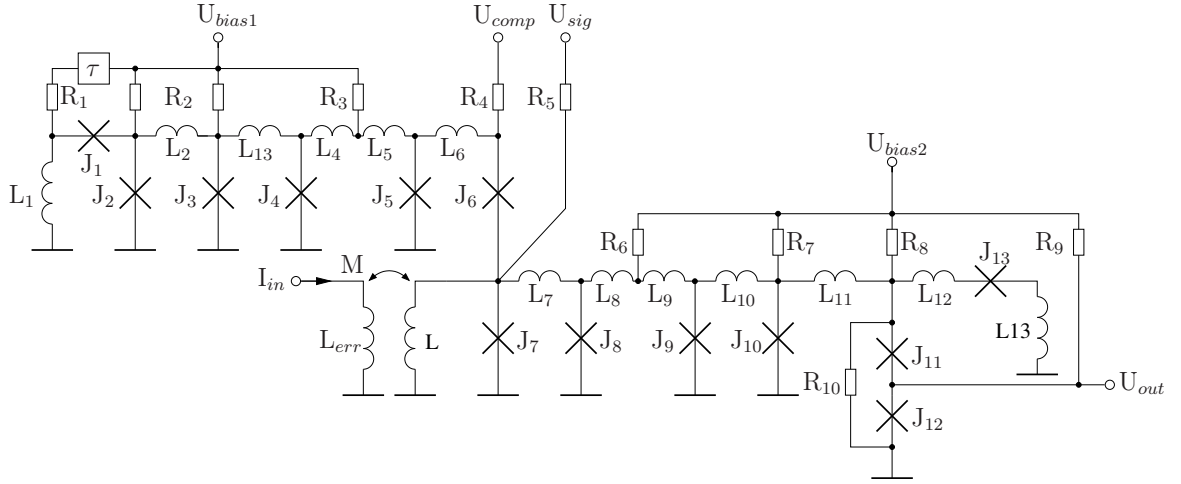 U_bias1
U_comp
U_sig
τ
R_1
R_2
R_3
R_4
R_5
J_1
L_2
L_13
L_4
L_5
L_6
L_1
J_2
J_3
J_4
J_5
J_6
U_bias2
I_in
M
L_err
L
R_6
R_7
R_8
R_9
J_13
L_7
L_8
L_9
L_10
L_11
L_12
L13
J_7
J_8
J_9
J_10
J_11
R_10
J_12
U_out